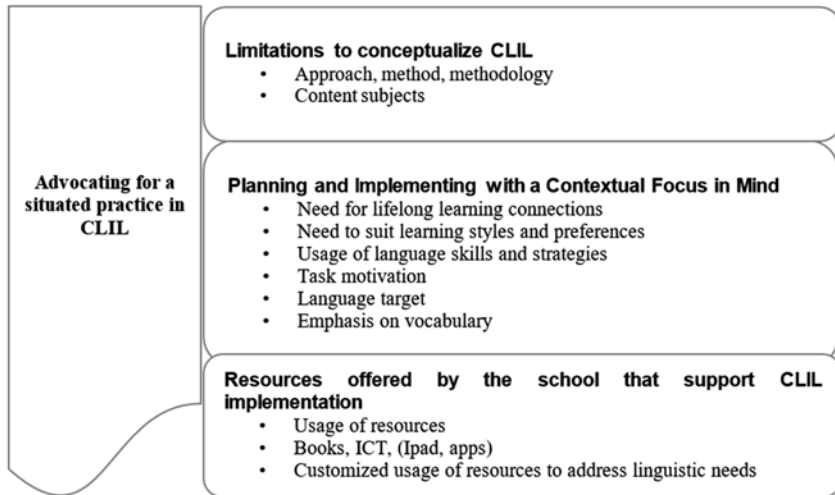 Advocating for a
situated practice in
CLIL
Limitations to conceptualize CLIL
• Approach, method, methodology
• Content subjects
Planning and Implementing with a Contextual Focus in Mind
• Need for lifelong learning connections
• Need to suit learning styles and preferences
• Usage of language skills and strategies
• Task motivation
• Language target
• Emphasis on vocabulary
Resources offered by the school that support CLIL
implementation
• Usage of resources
• Books, ICT, (Ipad, apps)
• Customized usage of resources to address linguistic needs